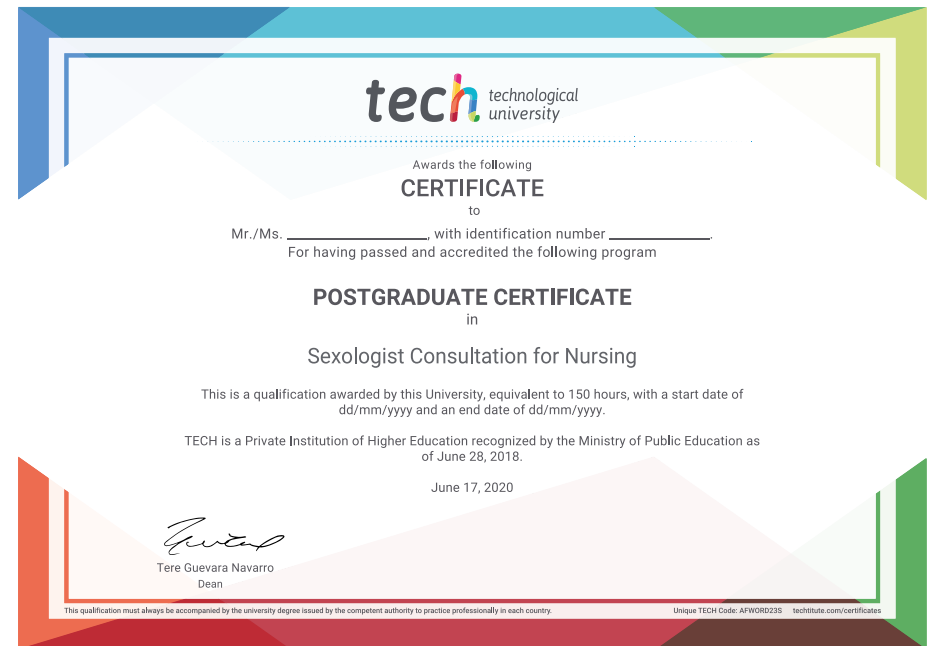 tech technological
university
Awards the following
CERTIFICATE
to
Mr./Ms. ____________________, with identification number ______________.
For having passed and accredited the following program
POSTGRADUATE CERTIFICATE
in
Sexologist Consultation for Nursing
This is a qualification awarded by this University, equivalent to 150 hours, with a start date of
dd/mm/yyyy and an end date of dd/mm/yyyy.
TECH is a Private Institution of Higher Education recognized by the Ministry of Public Education as
of June 28, 2018.
June 17, 2020
Tere Guevara Navarro
Dean
This qualification must always be accompanied by the university degree issued by the competent authority to practice professionally in each country. Unique TECH Code: AFWORD23S techtitute.com/certificates